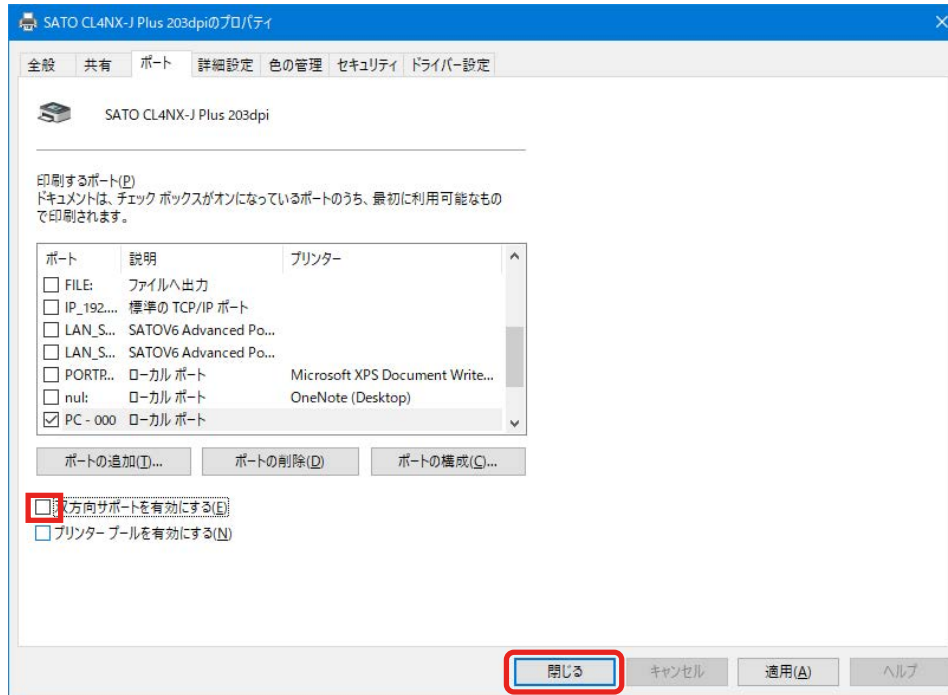 SATO CL4NX-J Plus 203dpiのプロパティ
全般 共有 ポート 詳細設定 色の管理 セキュリティ ドライバー設定
SATO CL4NX-J Plus 203dpi
印刷するポート(P)
ドキュメントは、チェック ボックスがオンになっているポートのうち、最初に利用可能なもの
で印刷されます。
ポート 説明 プリンター
FILE: ファイルへ出力
IP_192.... 標準の TCP/IP ポート
LAN_S... SATOV6 Advanced Po...
LAN_S... SATOV6 Advanced Po...
PORTP... ローカル ポート Microsoft XPS Document Write...
nul: ローカル ポート OneNote (Desktop)
PC - 000 ローカル ポート
ポートの追加(T)... ポートの削除(D) ポートの構成(C)...
双方向サポートを有効にする(E)
プリンター プールを有効にする(N)
閉じる キャンセル 適用(A) ヘルプ